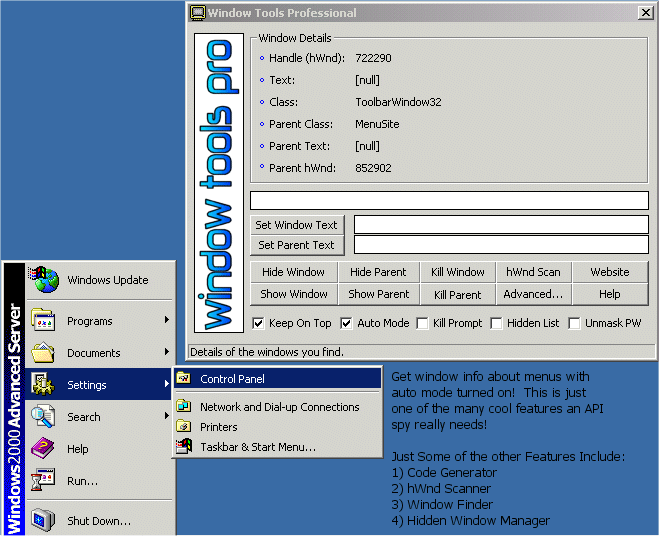 Window Tools Professional
window tools pro
Window Details
Handle (hWnd): 722290
Text: [null]
Class: ToolbarWindow32
Parent Class: MenuSite
Parent Text: [null]
Parent hWnd: 852902
Set Window Text
Set Parent Text
Hide Window Hide Parent Kill Window hWnd Scan Website
Show Window Show Parent Kill Parent Advanced... Help
Keep On Top Auto Mode Kill Prompt Hidden List Unmask PW
Details of the windows you find.
Windows2000 Advanced Server
Windows Update
Programs
Documents
Settings
Search
Help
Run...
Shut Down...
Control Panel
Network and Dial-up Connections
Printers
Taskbar & Start Menu...
Get window info about menus with
auto mode turned on! This is just
one of the many cool features an API
spy really needs!
Just Some of the other Features Include:
1) Code Generator
2) hWnd Scanner
3) Window Finder
4) Hidden Window Manager